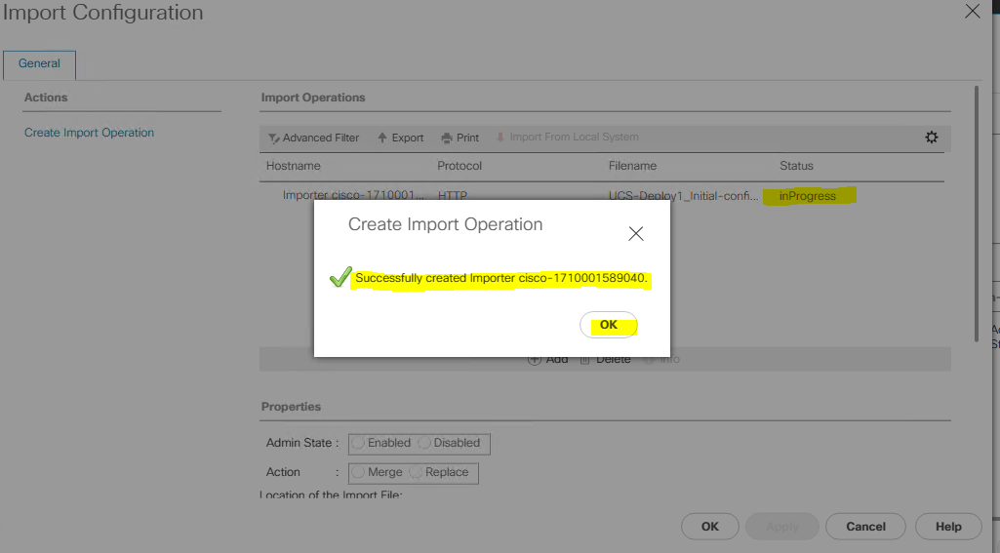 Import Configuration
General
Actions
Create Import Operation
Import Operations
Advanced Filter Export Print Import From Local System
Hostname Protocol Filename Status
Importer cisco-1710001... HTTP UCS-Deploy1_Initial-confi... inProgress
Create Import Operation
Successfully created Importer cisco-1710001589040.
OK
Add Delete Info
Properties
Admin State : Enabled Disabled
Action : Merge Replace
Location of the Import File:
OK Apply Cancel Help